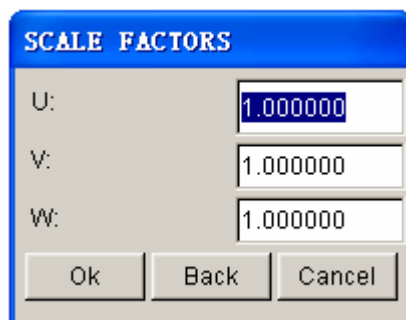 SCALE FACTORS
U: 1.000000
V: 1.000000
W: 1.000000
Ok Back Cancel